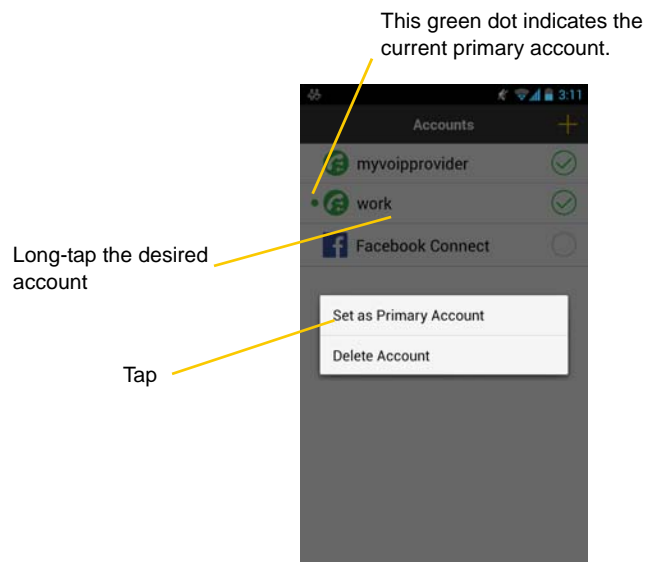 This green dot indicates the
current primary account.
3:11
Accounts
myvoipprovider
work
Facebook Connect
Long-tap the desired
account
Set as Primary Account
Tap
Delete Account